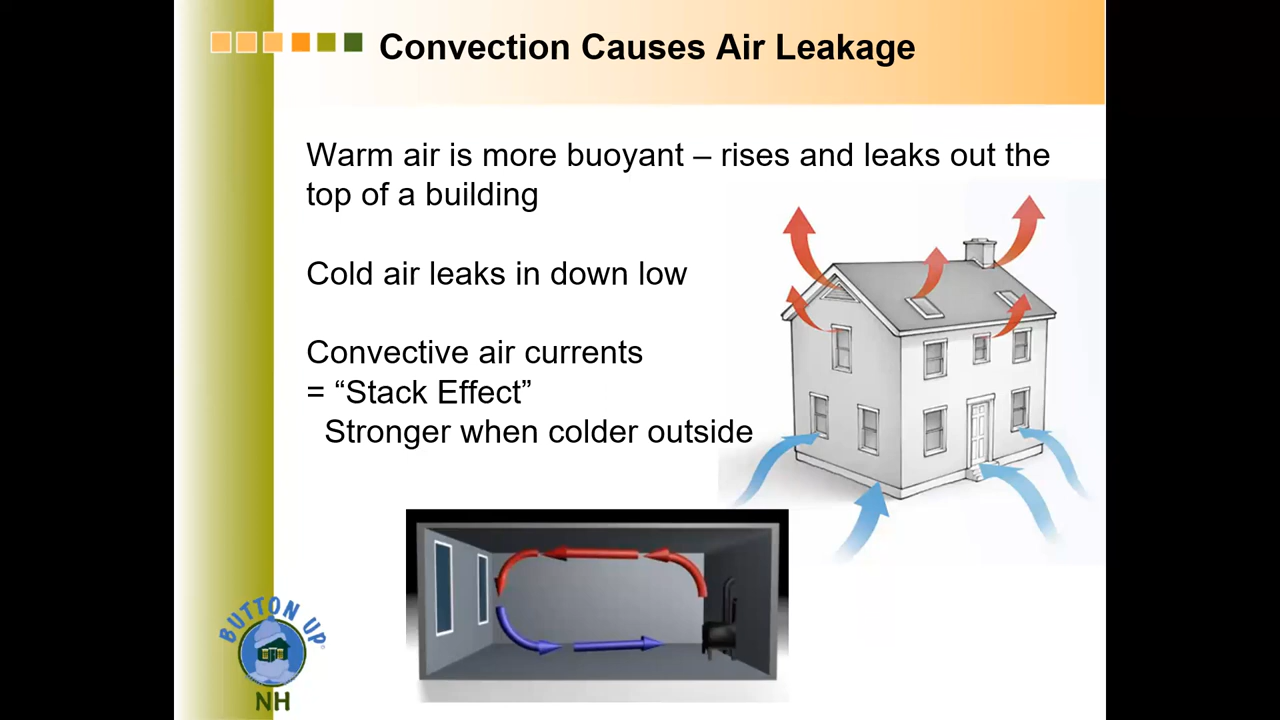 Convection Causes Air Leakage
Warm air is more buoyant – rises and leaks out the
top of a building
Cold air leaks in down low
Convective air currents
= “Stack Effect”
Stronger when colder outside
BUTTON UP
NH